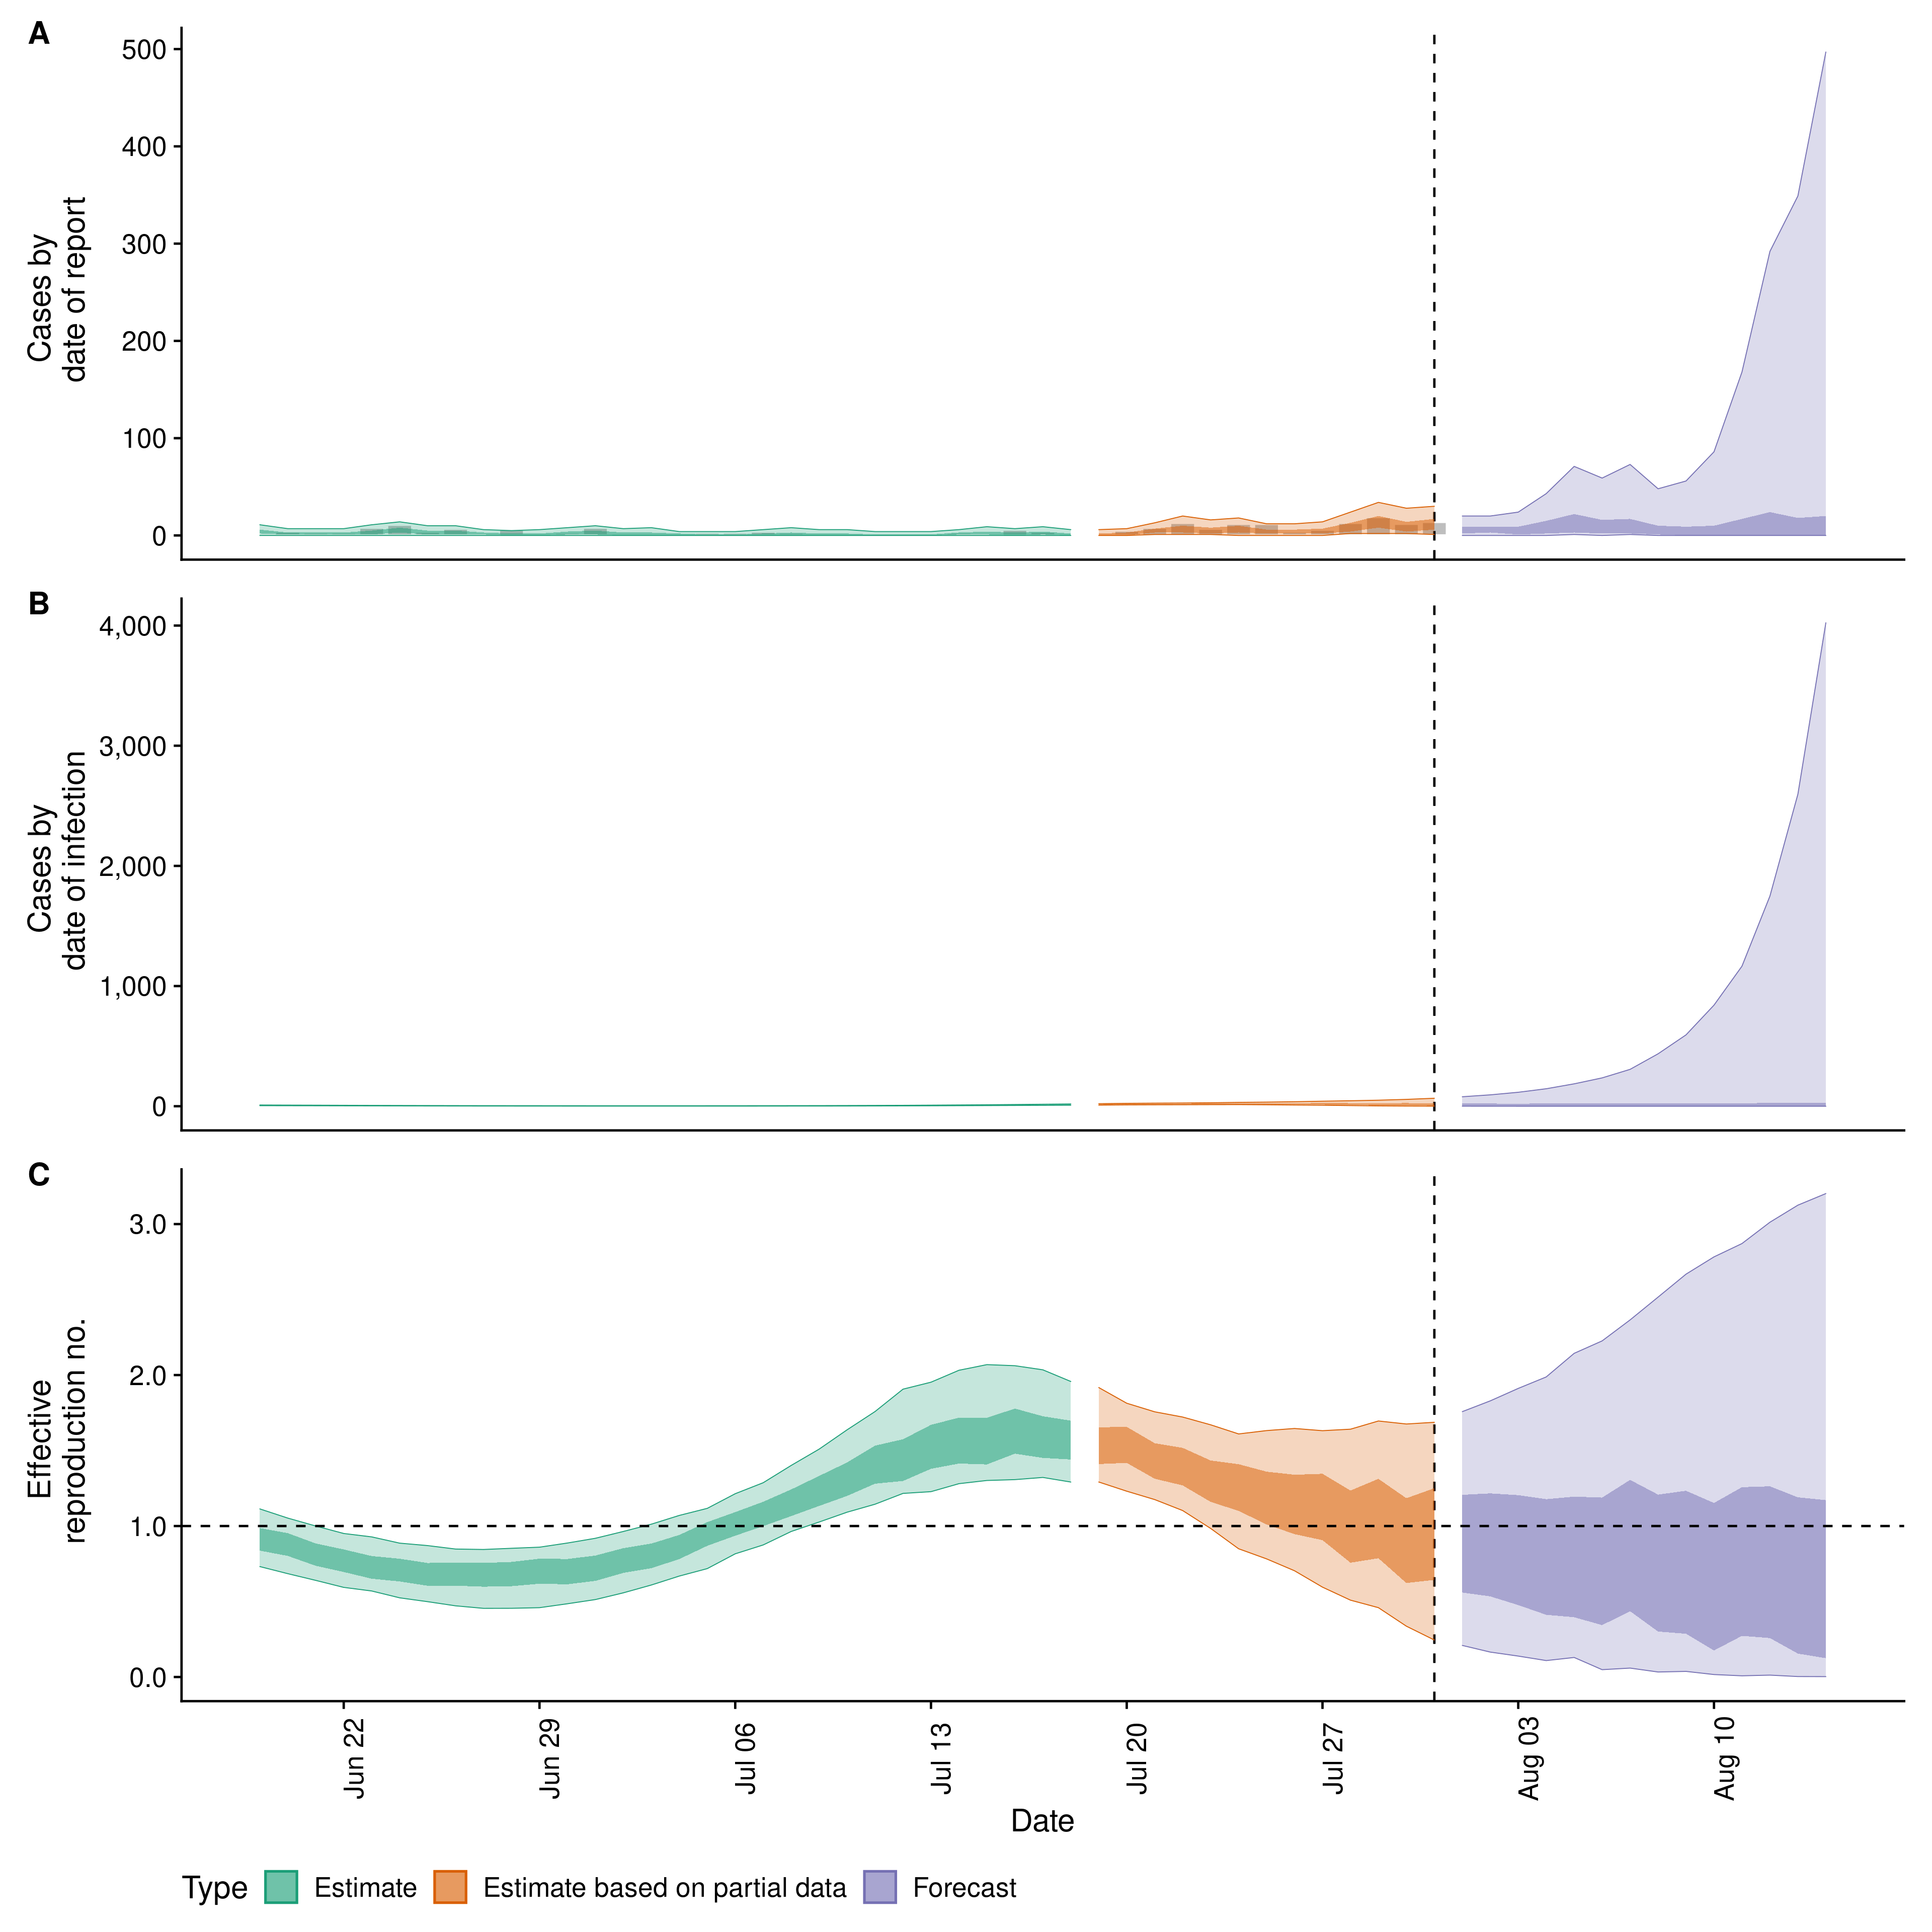 A
500
400
300
200
100
0
Cases by
date of report
B
4,000
3,000
2,000
1,000
0
Cases by
date of infection
C
3.0
2.0
1.0
0.0
Effective
reproduction no.
Jun 22
Jun 29
Jul 06
Jul 13
Jul 20
Jul 27
Aug 03
Aug 10
Date
Type Estimate Estimate based on partial data Forecast